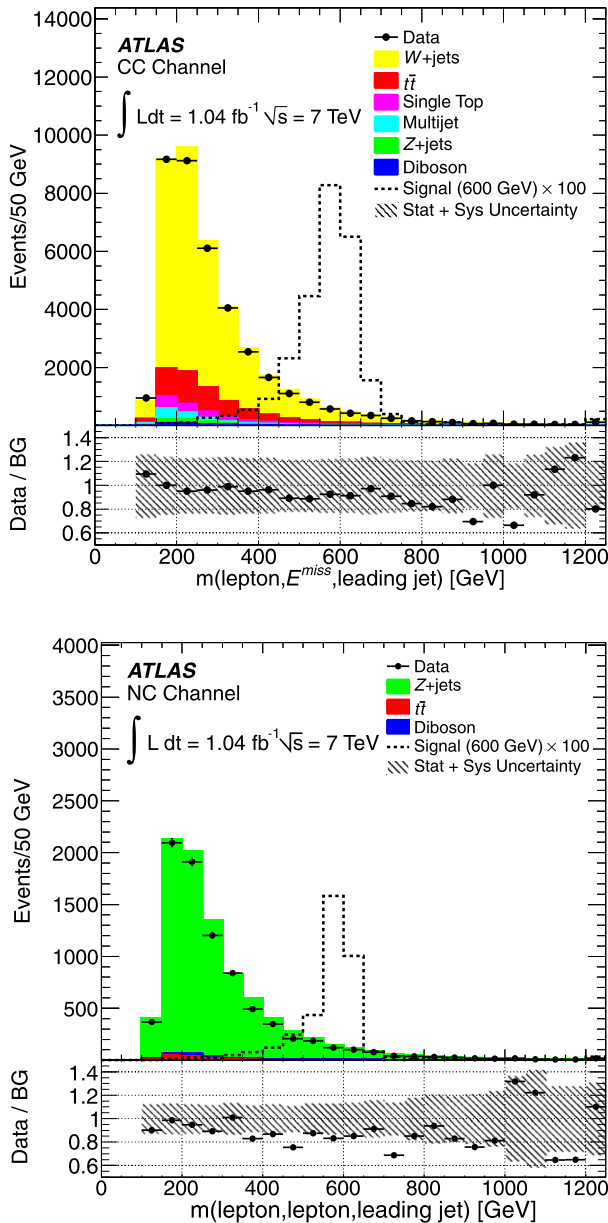 14000
12000
10000
8000
6000
4000
2000
Events/50 GeV
ATLAS
CC Channel
∫ Ldt = 1.04 fb⁻¹ √s = 7 TeV
Data
W+jets
tt̄
Single Top
Multijet
Z+jets
Diboson
Signal (600 GeV) × 100
Stat + Sys Uncertainty
Data / BG
1.4
1.2
1
0.8
0.6
0 200 400 600 800 1000 1200
m(lepton,Eᵐⁱˢˢ,leading jet) [GeV]
4000
3500
3000
2500
2000
1500
1000
500
Events/50 GeV
ATLAS
NC Channel
∫ L dt = 1.04 fb⁻¹ √s = 7 TeV
Data
Z+jets
tt̄
Diboson
Signal (600 GeV) × 100
Stat + Sys Uncertainty
Data / BG
1.4
1.2
1
0.8
0.6
0 200 400 600 800 1000 1200
m(lepton,lepton,leading jet) [GeV]